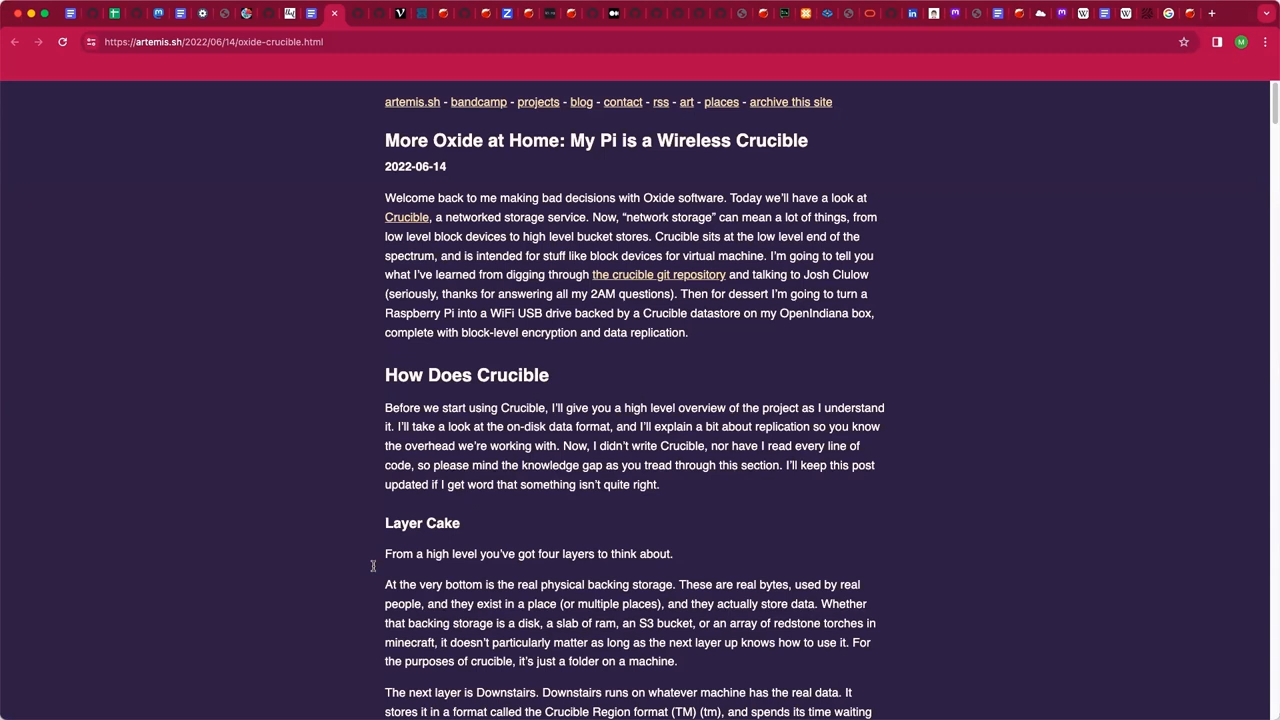 https://artemis.sh/2022/06/14/oxide-crucible.html
M
artemis.sh - bandcamp - projects - blog - contact - rss - art - places - archive this site
More Oxide at Home: My Pi is a Wireless Crucible
2022-06-14
Welcome back to me making bad decisions with Oxide software. Today we’ll have a look at
Crucible, a networked storage service. Now, “network storage” can mean a lot of things, from
low level block devices to high level bucket stores. Crucible sits at the low level end of the
spectrum, and is intended for stuff like block devices for virtual machine. I’m going to tell you
what I’ve learned from digging through the crucible git repository and talking to Josh Clulow
(seriously, thanks for answering all my 2AM questions). Then for dessert I’m going to turn a
Raspberry Pi into a WiFi USB drive backed by a Crucible datastore on my OpenIndiana box,
complete with block-level encryption and data replication.
How Does Crucible
Before we start using Crucible, I’ll give you a high level overview of the project as I understand
it. I’ll take a look at the on-disk data format, and I’ll explain a bit about replication so you know
the overhead we’re working with. Now, I didn’t write Crucible, nor have I read every line of
code, so please mind the knowledge gap as you tread through this section. I’ll keep this post
updated if I get word that something isn’t quite right.
Layer Cake
From a high level you’ve got four layers to think about.
At the very bottom is the real physical backing storage. These are real bytes, used by real
people, and they exist in a place (or multiple places), and they actually store data. Whether
that backing storage is a disk, a slab of ram, an S3 bucket, or an array of redstone torches in
minecraft, it doesn’t particularly matter as long as the next layer up knows how to use it. For
the purposes of crucible, it’s just a folder on a machine.
The next layer is Downstairs. Downstairs runs on whatever machine has the real data. It
stores it in a format called the Crucible Region format (TM) (tm), and spends its time waiting